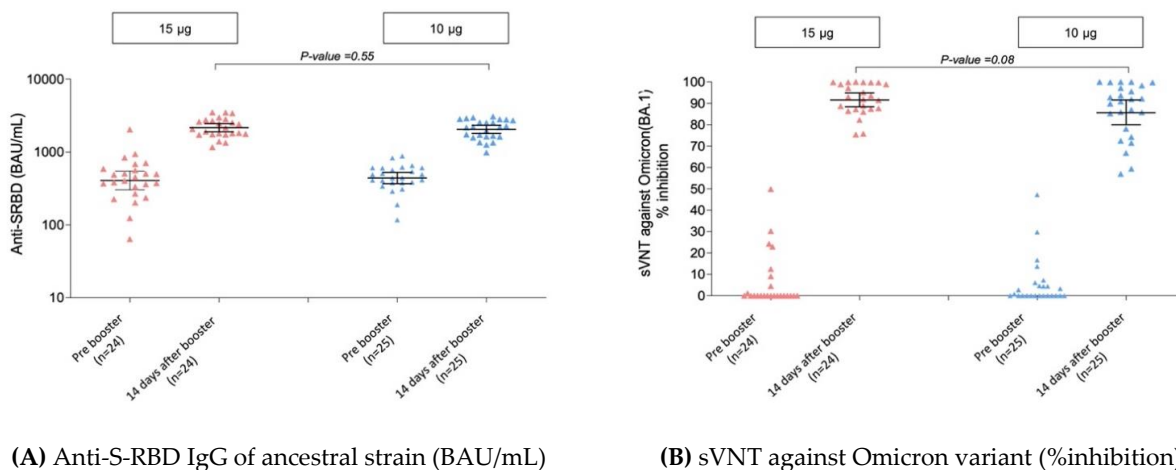 15 µg
10 µg
P-value =0.55
10000
1000
100
10
Anti-SRBD (BAU/mL)
Pre booster
(n=24)
14 days after booster
(n=24)
Pre booster
(n=25)
14 days after booster
(n=25)
(A) Anti-S-RBD IgG of ancestral strain (BAU/mL)
15 µg
10 µg
P-value =0.08
100
90
80
70
60
50
40
30
20
10
0
sVNT against Omicron(BA.1)
% inhibition
Pre booster
(n=24)
14 days after booster
(n=24)
Pre booster
(n=25)
14 days after booster
(n=25)
(B) sVNT against Omicron variant (%inhibition